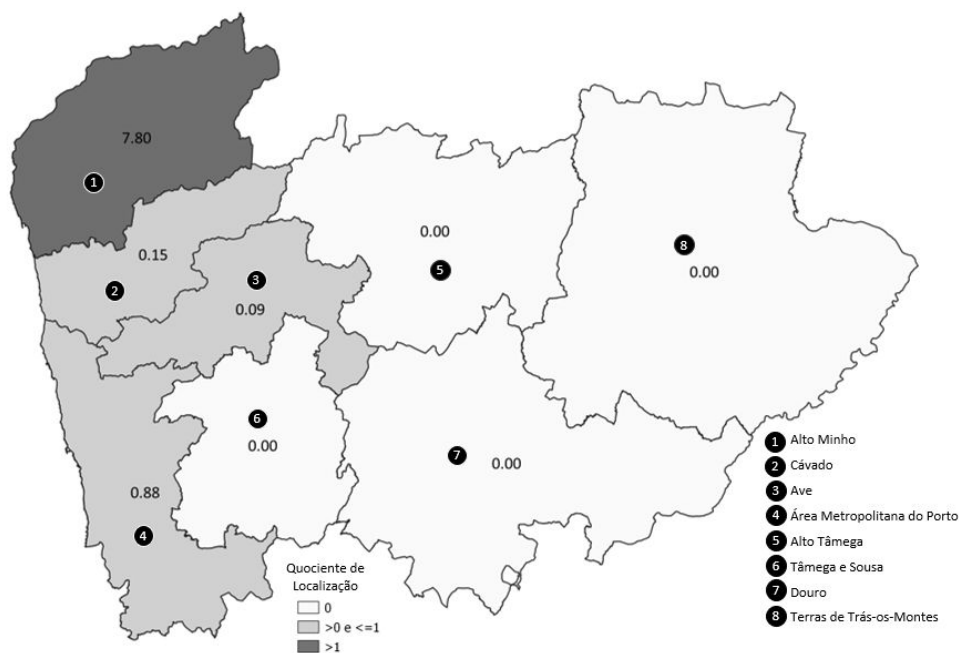 7.80
1
0.15
2
3
0.09
0.00
5
8
0.00
6
0.00
7
0.00
0.88
4
Quociente de
Localização
0
>0 e <=1
>1
1 Alto Minho
2 Cávado
3 Ave
4 Área Metropolitana do Porto
5 Alto Tâmega
6 Tâmega e Sousa
7 Douro
8 Terras de Trás-os-Montes